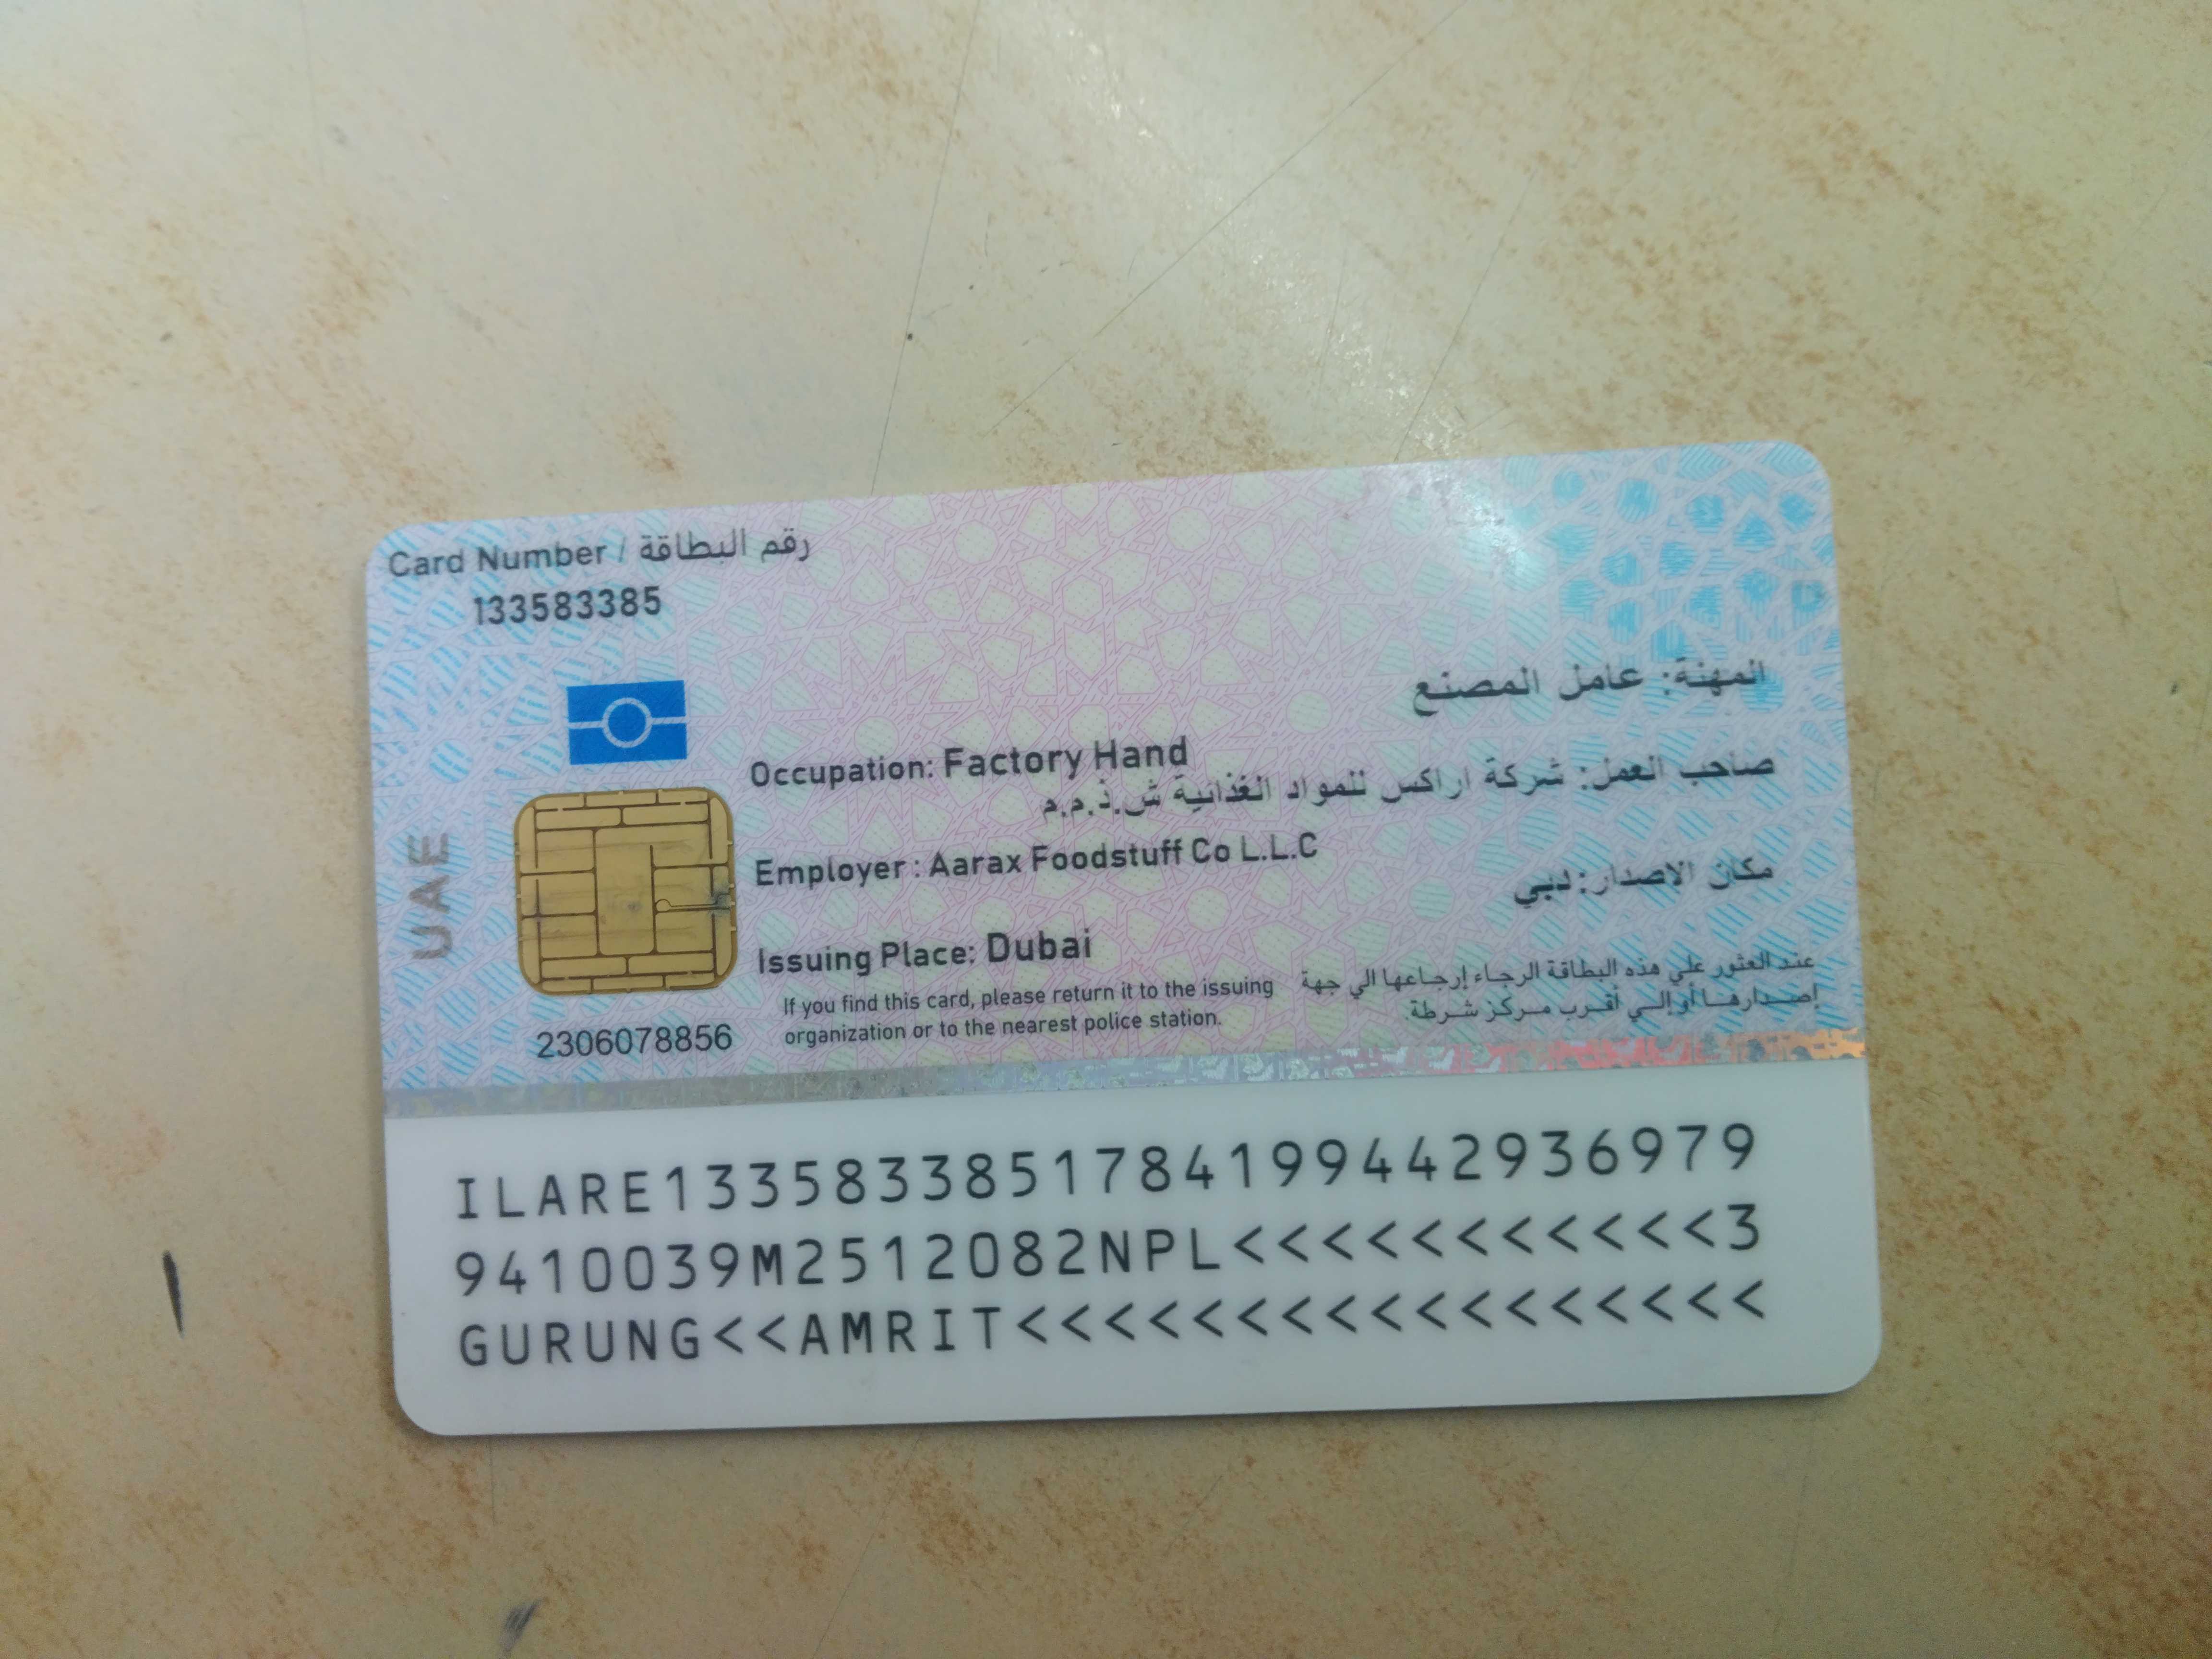 Card Number / رقم البطاقة
133583385
المهنة: عامل المصنع
Occupation: Factory Hand
صاحب العمل: شركة اراكس للمواد الغذائية ش.ذ.م.م
Employer : Aarax Foodstuff Co L.L.C
مكان الاصدار: دبي
Issuing Place: Dubai
UAE
If you find this card, please return it to the issuing
organization or to the nearest police station.
عند العثور علي هذه البطاقة الرجاء إرجاعها الي جهة
إصدارها أو إلي أقرب مركز شرطة.
2306078856
ILARE1335833851784199442936979
9410039M2512082NPL<<<<<<<<<<<3
GURUNG<<AMRIT<<<<<<<<<<<<<<<<<